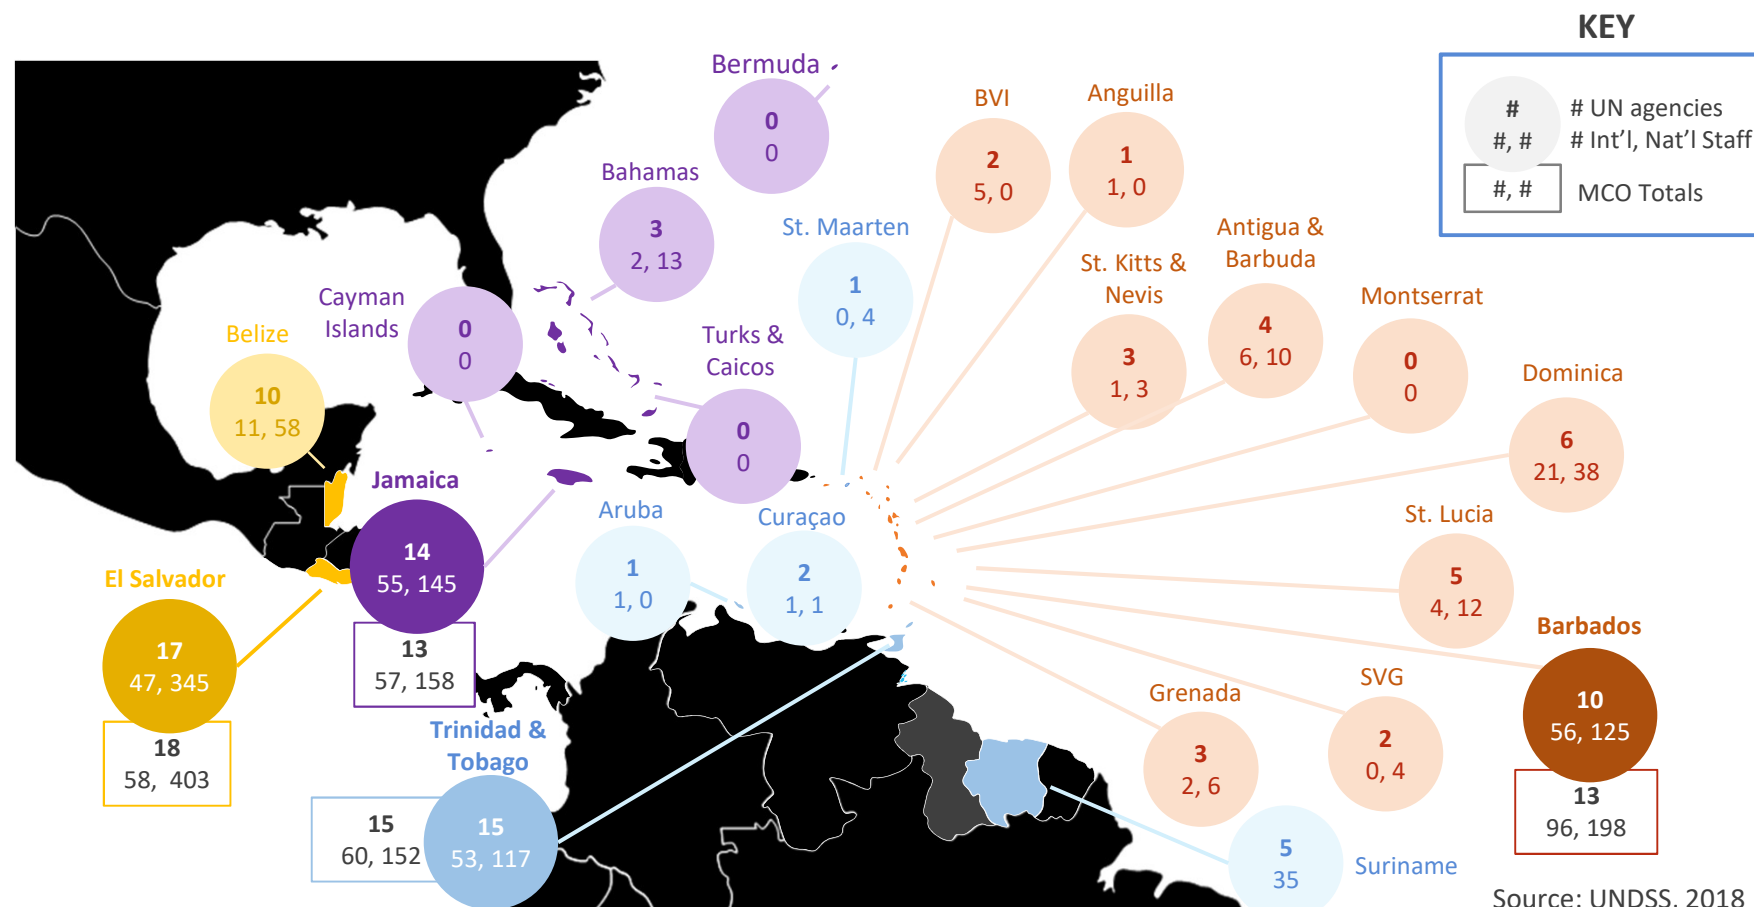 KEY
#
#, #
# UN agencies
# Int'l, Nat'l Staff
#, #
MCO Totals
Bermuda
0
0
Bahamas
3
2, 13
Cayman
Islands
0
0
Turks &
Caicos
0
0
Belize
10
11, 58
Jamaica
14
55, 145
13
57, 158
El Salvador
17
47, 345
18
58, 403
St. Maarten
1
0, 4
Aruba
1
1, 0
Curaçao
2
1, 1
Trinidad &
Tobago
15
53, 117
15
60, 152
Suriname
5
35
BVI
2
5, 0
Anguilla
1
1, 0
St. Kitts &
Nevis
3
1, 3
Antigua &
Barbuda
4
6, 10
Montserrat
0
0
Dominica
6
21, 38
St. Lucia
5
4, 12
Barbados
10
56, 125
13
96, 198
SVG
2
0, 4
Grenada
3
2, 6
Source: UNDSS, 2018